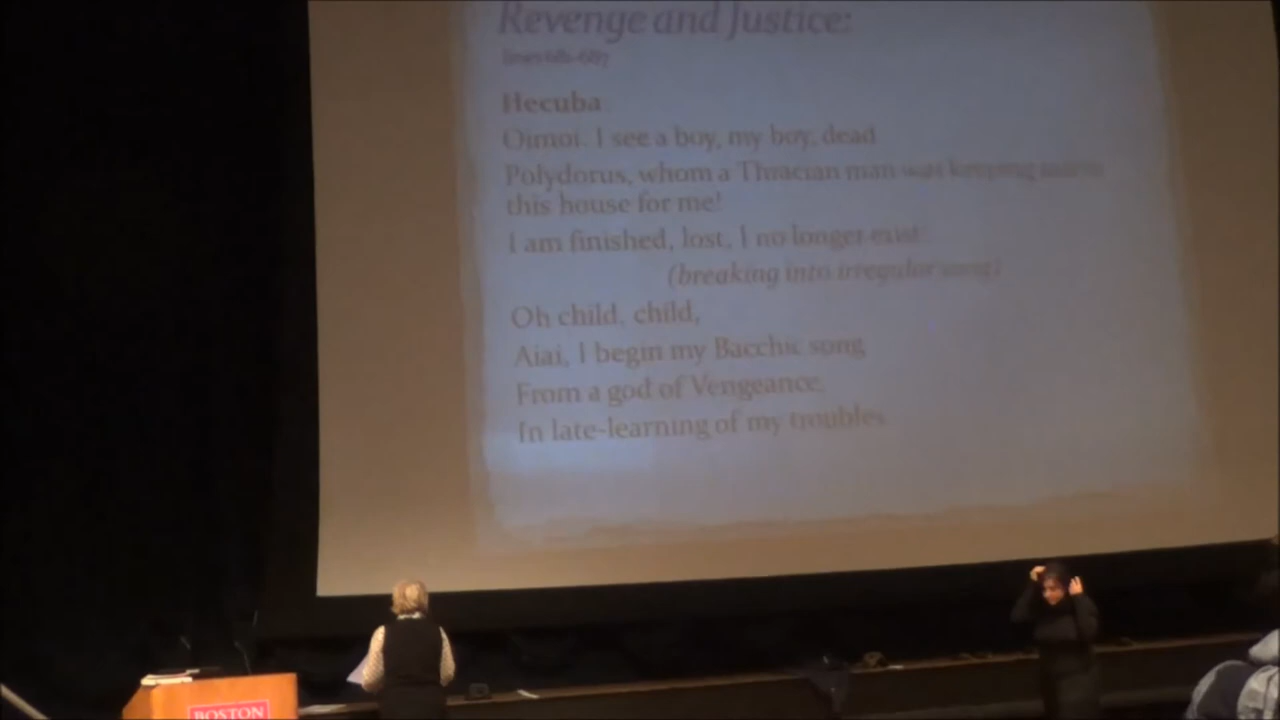 Revenge and Justice:
Hecuba
Oimoi. I see a boy, my boy, dead
Polydorus, whom a Thracian man was keeping
this house for me!
I am finished, lost, I no longer exist.
(breaking into irregular song)
Oh child, child,
Aiai, I begin my Bacchic song
From a god of Vengeance,
In late-learning of my troubles
BOSTON